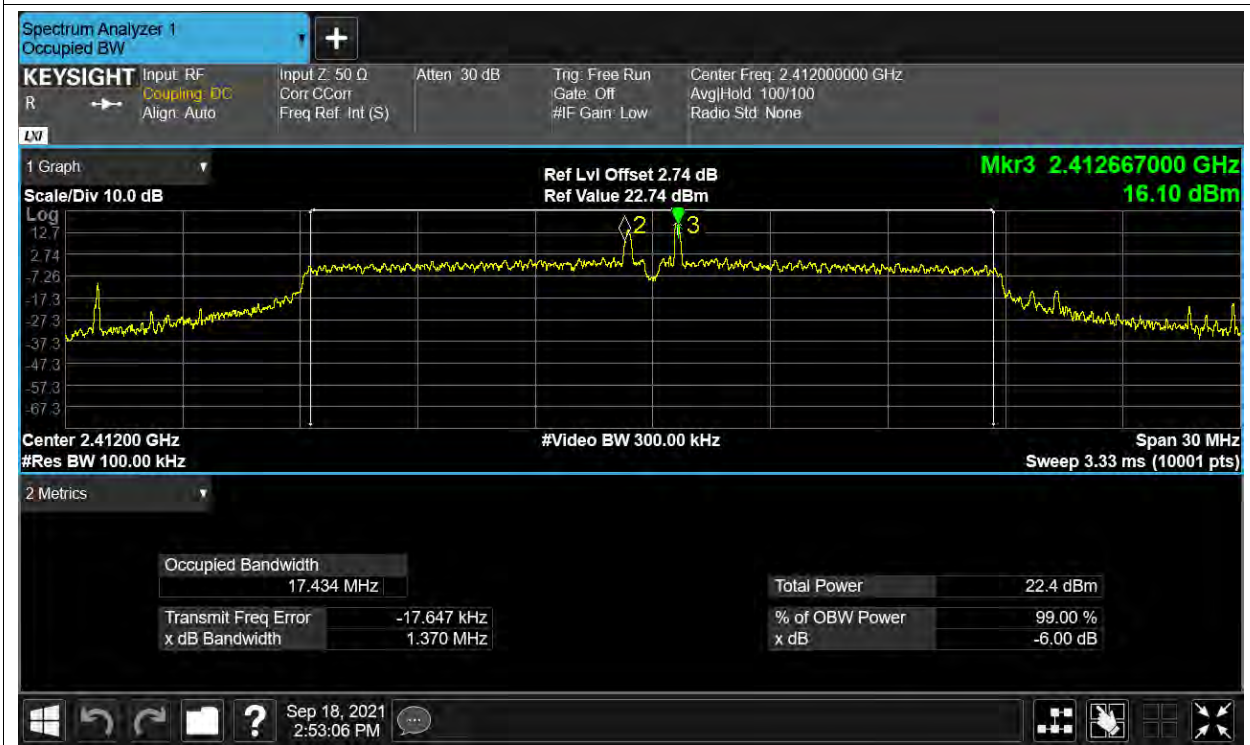 Spectrum Analyzer 1
Occupied BW
+
KEYSIGHT Input: RF Input Z: 50 Ω Atten: 30 dB Trig: Free Run Center Freq: 2.412000000 GHz
R Coupling: DC Corr CCorr Gate: Off Avg|Hold: 100/100
Align: Auto Freq Ref: Int (S) #IF Gain: Low Radio Std: None
LXI
1 Graph
Ref Lvl Offset 2.74 dB
Mkr3 2.412667000 GHz
Scale/Div 10.0 dB
Ref Value 22.74 dBm
16.10 dBm
Log
2 3
12.7
2.74
-7.26
-17.3
-27.3
-37.3
-47.3
-57.3
-67.3
Center 2.41200 GHz #Video BW 300.00 kHz Span 30 MHz
#Res BW 100.00 kHz Sweep 3.33 ms (10001 pts)
2 Metrics
Occupied Bandwidth
17.434 MHz Total Power 22.4 dBm
Transmit Freq Error -17.647 kHz % of OBW Power 99.00 %
x dB Bandwidth 1.370 MHz x dB -6.00 dB
? Sep 18, 2021
2:53:06 PM